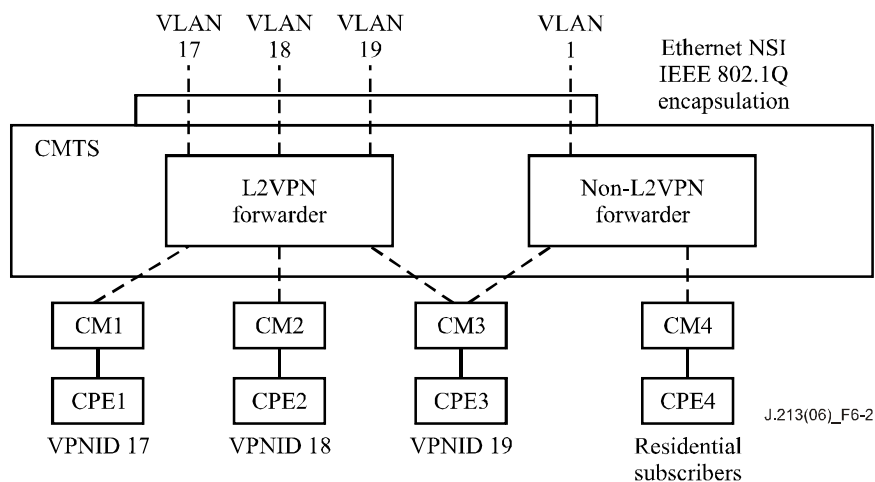 VLAN 17
VLAN 18
VLAN 19
VLAN 1
Ethernet NSI
IEEE 802.1Q
encapsulation
CMTS
L2VPN
forwarder
Non-L2VPN
forwarder
CM1
CM2
CM3
CM4
CPE1
CPE2
CPE3
CPE4
J.213(06)_F6-2
VPNID 17
VPNID 18
VPNID 19
Residential
subscribers